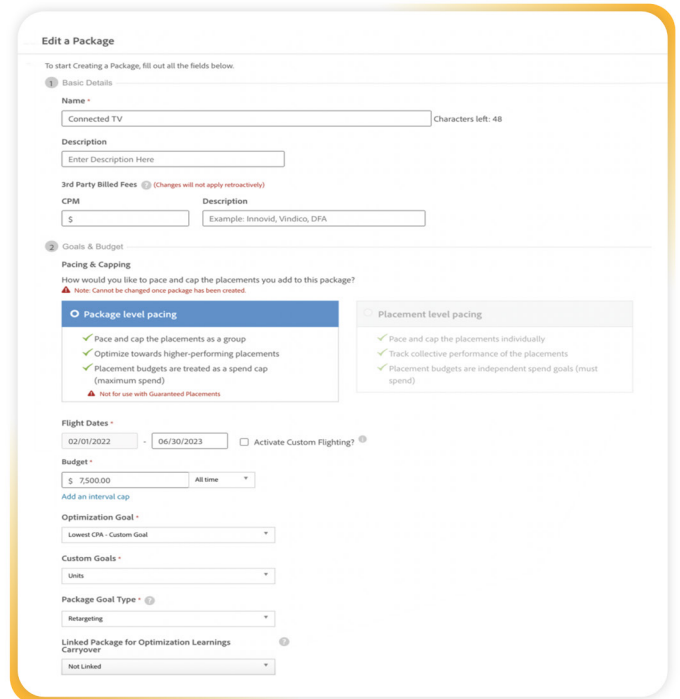 Edit a Package
To start Creating a Package, fill out all the fields below.
1 Basic Details
Name *
Connected TV
Characters left: 48
Description
Enter Description Here
3rd Party Billed Fees ? (Changes will not apply retroactively)
CPM Description
$ Example: Innovid, Vindico, DFA
2 Goals & Budget
Pacing & Capping
How would you like to pace and cap the placements you add to this package?
Note: Cannot be changed once package has been created.
Package level pacing
Pace and cap the placements as a group
Optimize towards higher-performing placements
Placement budgets are treated as a spend cap
(maximum spend)
Not for use with Guaranteed Placements
Placement level pacing
Pace and cap the placements individually
Track collective performance of the placements
Placement budgets are independent spend goals (must
spend)
Flight Dates *
02/01/2022 - 06/30/2023 Activate Custom Flighting? i
Budget *
$ 7,500.00 All time
Add an interval cap
Optimization Goal *
Lowest CPA - Custom Goal
Custom Goals *
Units
Package Goal Type * ?
Retargeting
Linked Package for Optimization Learnings ?
Carryover
Not Linked